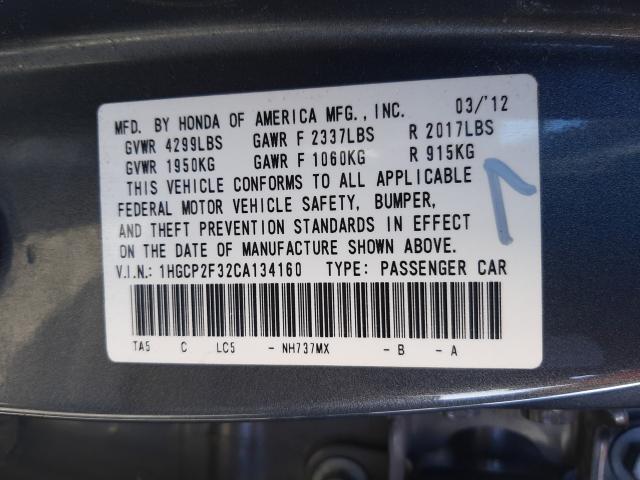 MFD. BY HONDA OF AMERICA MFG., INC. 03/'12
GVWR 4299LBS GAWR F 2337LBS R 2017LBS
GVWR 1950KG GAWR F 1060KG R 915KG
THIS VEHICLE CONFORMS TO ALL APPLICABLE
FEDERAL MOTOR VEHICLE SAFETY, BUMPER,
AND THEFT PREVENTION STANDARDS IN EFFECT
ON THE DATE OF MANUFACTURE SHOWN ABOVE.
V.I.N.: 1HGCP2F32CA134160 TYPE: PASSENGER CAR
TA5 C LC5 - NH737MX - B - A